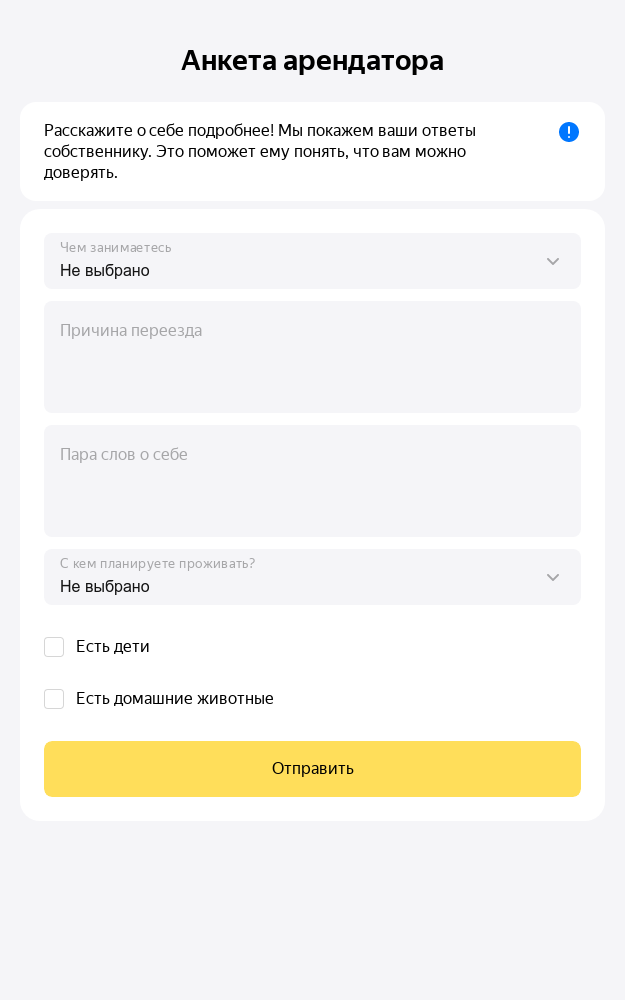 Анкета арендатора
Расскажите о себе подробнее! Мы покажем ваши ответы
собственнику. Это поможет ему понять, что вам можно
доверять.
Чем занимаетесь
Не выбрано
Причина переезда
Пара слов о себе
С кем планируете проживать?
Не выбрано
Есть дети
Есть домашние животные
Отправить